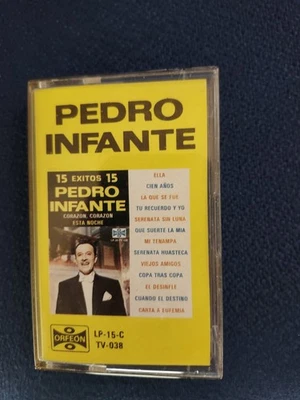 PEDRO
INFANTE
15 EXITOS 15
PEDRO
INFANTE
CORAZON, CORAZON
ESTA NOCHE
ELLA
CIEN AÑOS
LA QUE SE FUE
TU RECUERDO Y YO
SERENATA SIN LUNA
QUE SUERTE LA MIA
MI TENAMPA
SERENATA HUASTECA
VIEJOS AMIGOS
COPA TRAS COPA
EL DESINFLE
CUANDO EL DESTINO
CARTA A EUFEMIA
ORFEON
LP-15-C
TV-038